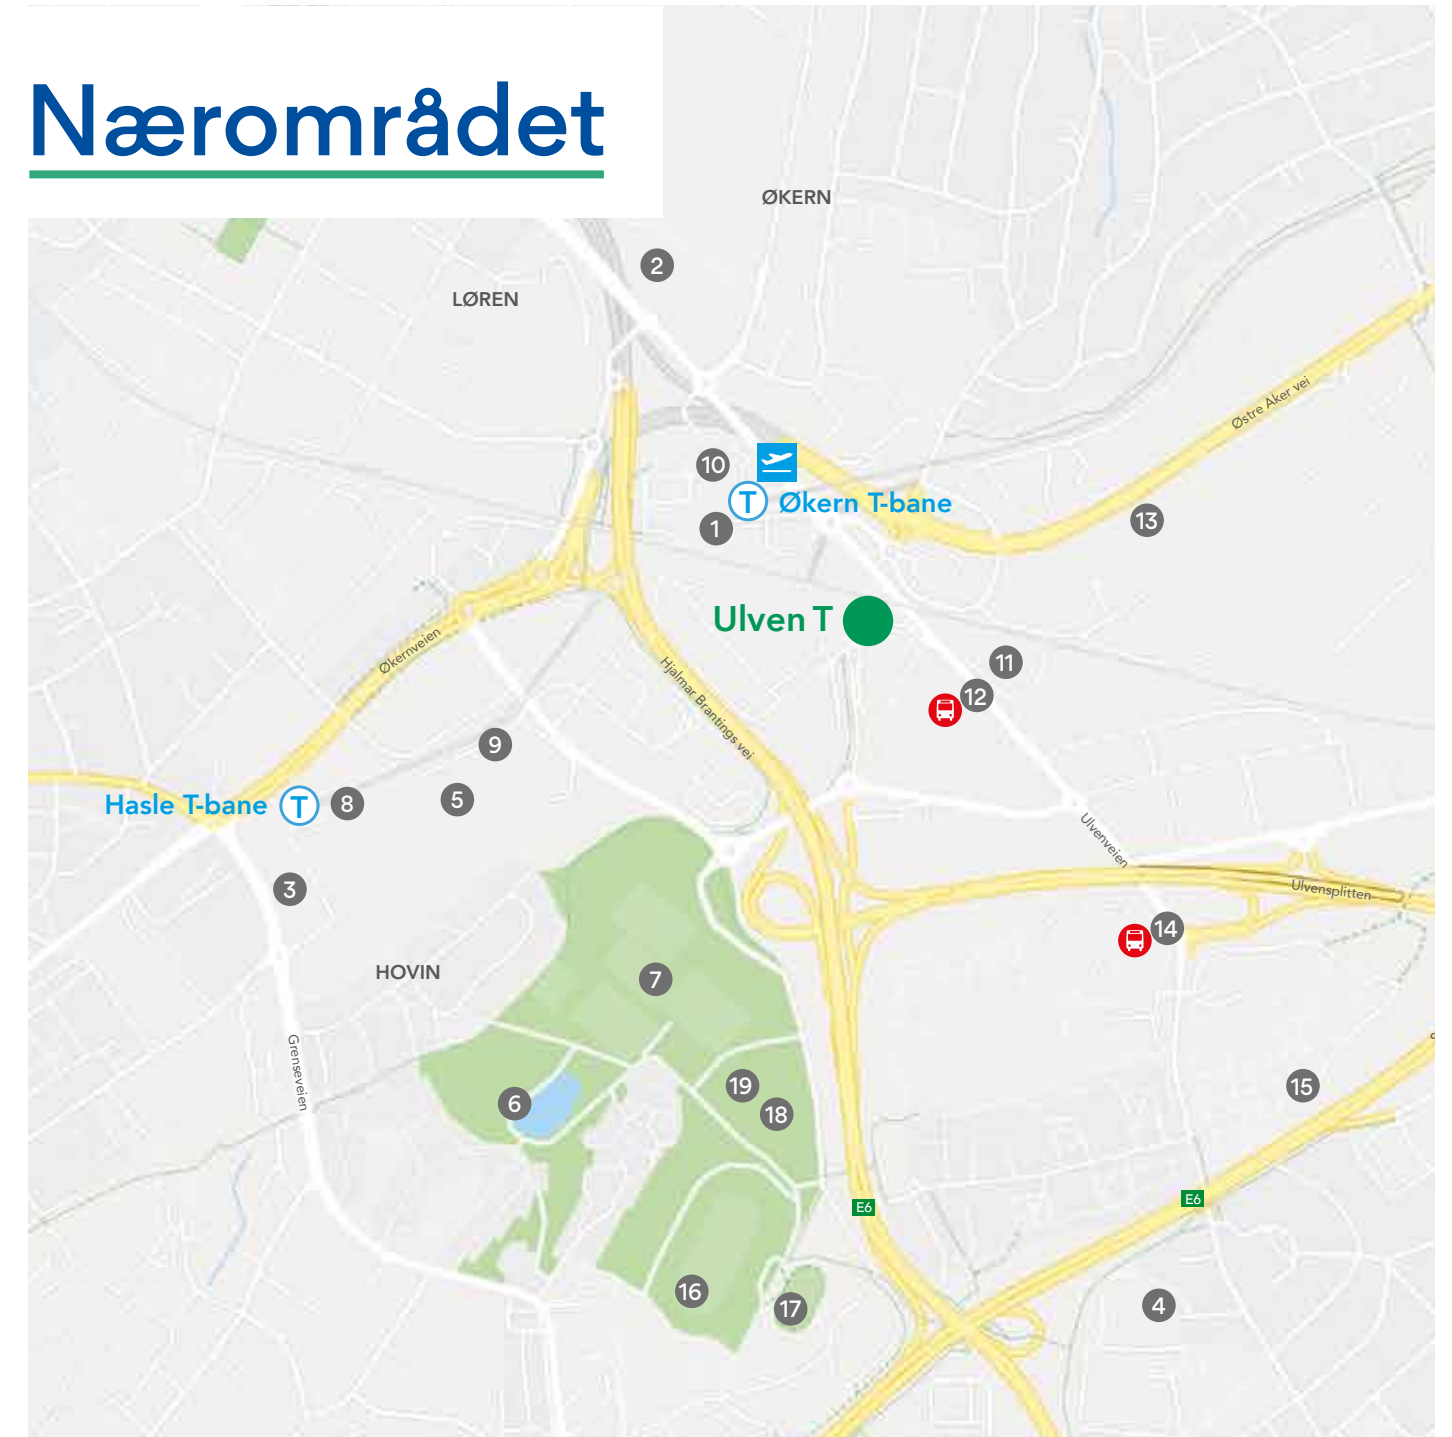 Nærområdet
ØKERN
2
LØREN
Østre Aker vei
10
T Økern T-bane
1
13
Ulven T
Økernveien
Hjalmar Brantings vei
11
12
9
Hasle T-bane T
8
5
Ulvenveien
3
Ulvensplitten
14
HOVIN
7
Grenseveien
19
15
6
18
E6
E6
16
17
4